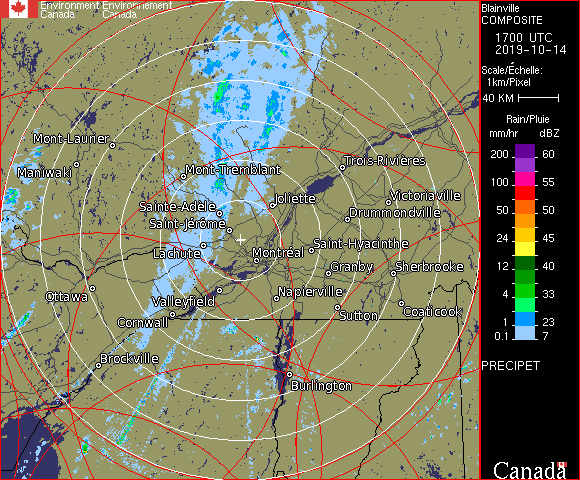 Environment Environnement
Canada Canada
Blainville
COMPOSITE
1700 UTC
2019-10-14
Scale/Échelle:
1km/Pixel
40 KM
Rain/Pluie
mm/hr dBZ
200 60
100 55
50 50
24 45
12 40
4 33
1 23
0.1 7
PRECIPET
Canada
Mont-Laurier
Maniwaki
Mont-Tremblant
Trois-Rivières
Sainte-Adèle
Joliette
Victoriaville
Drummondville
Saint-Jérôme
Lachute
Montréal
Saint-Hyacinthe
Granby
Sherbrooke
Ottawa
Valleyfield
Napierville
Cornwall
Sutton
Coaticook
Brockville
Burlington